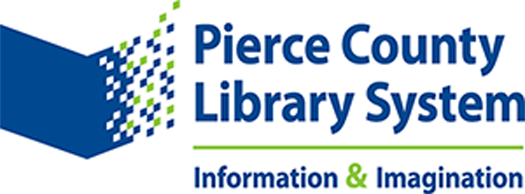 Pierce County
Library System
Information & Imagination